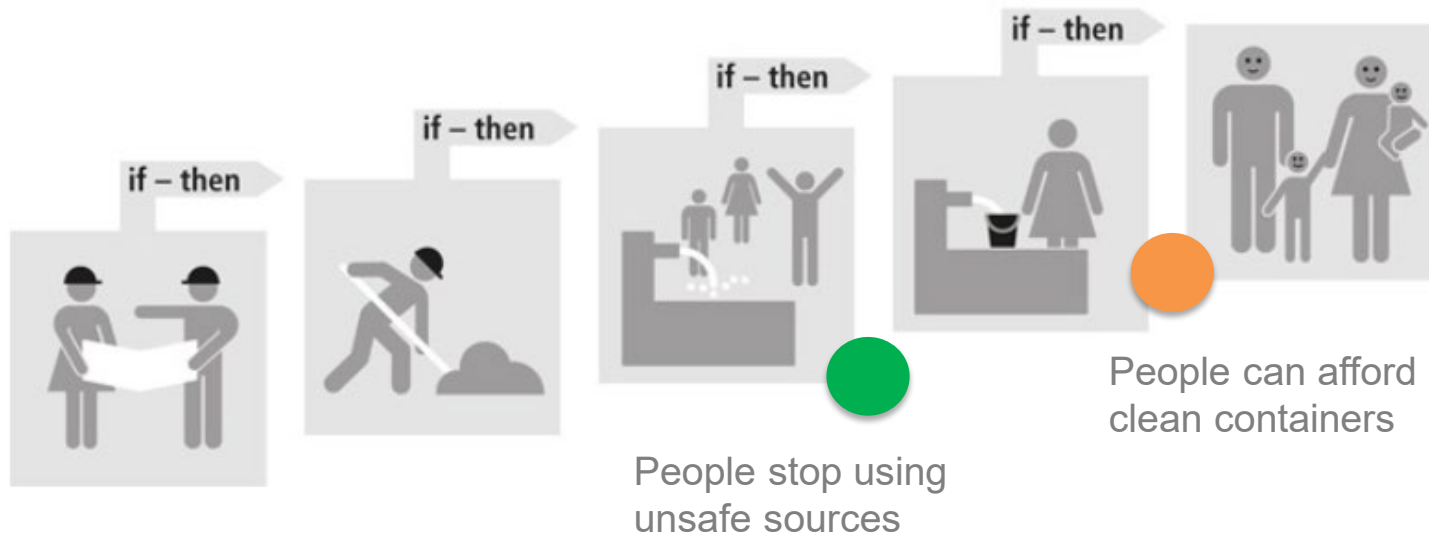 if – then
if – then
if – then
if – then
People stop using
unsafe sources
People can afford
clean containers